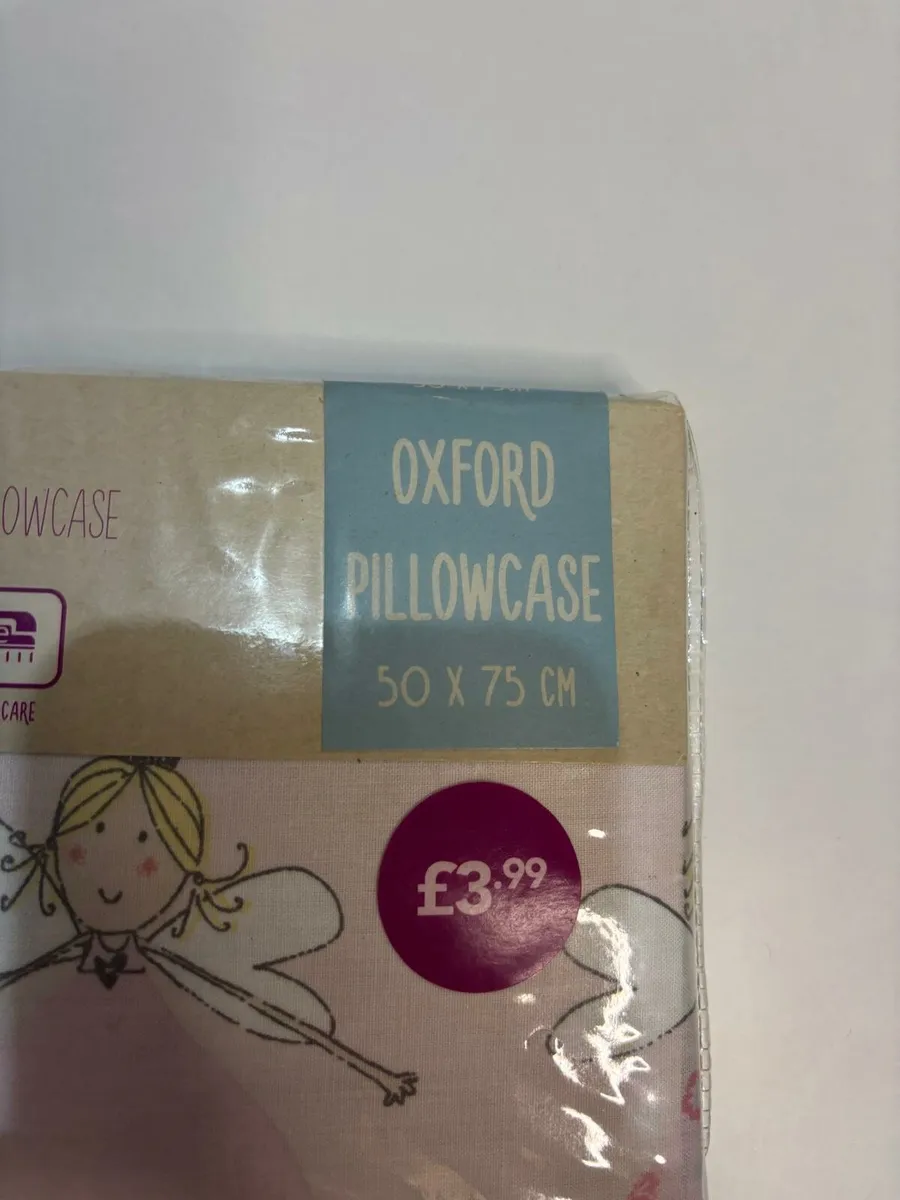 OXFORD
PILLOWCASE
50 X 75 CM
OWCASE
CARE
£3.99